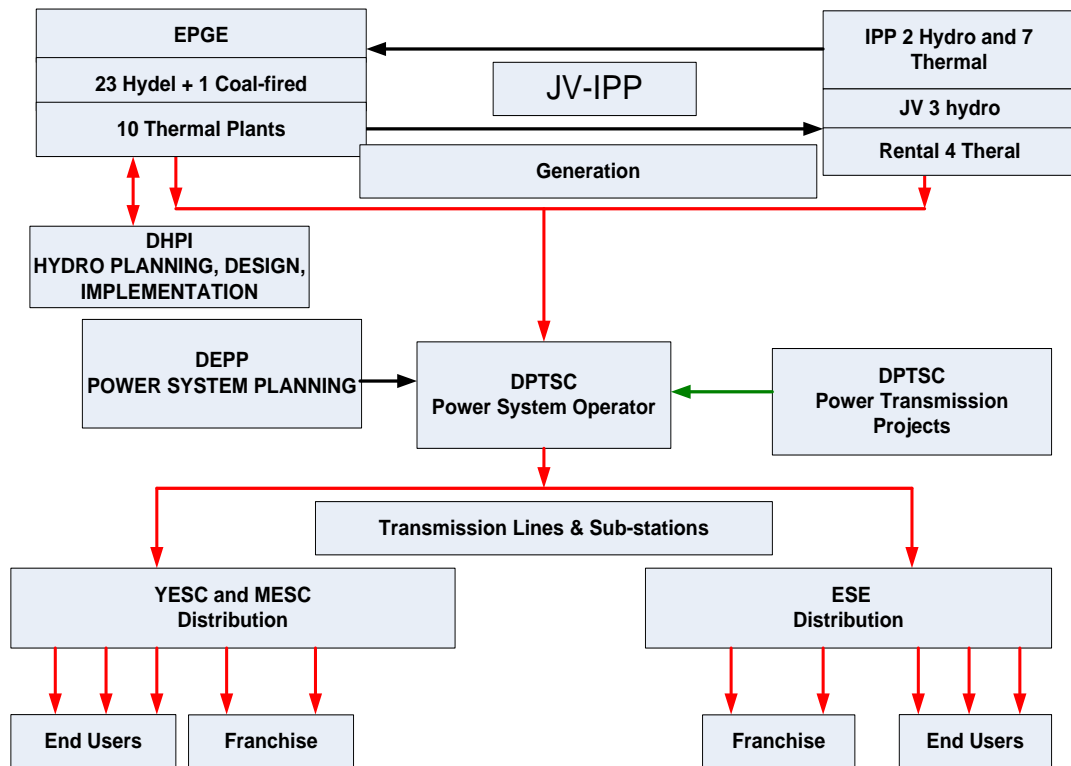 EPGE
23 Hydel + 1 Coal-fired
10 Thermal Plants
JV-IPP
IPP 2 Hydro and 7
Thermal
JV 3 hydro
Rental 4 Theral
Generation
DHPI
HYDRO PLANNING, DESIGN,
IMPLEMENTATION
DEPP
POWER SYSTEM PLANNING
DPTSC
Power System Operator
DPTSC
Power Transmission
Projects
Transmission Lines & Sub-stations
YESC and MESC
Distribution
ESE
Distribution
End Users
Franchise
Franchise
End Users